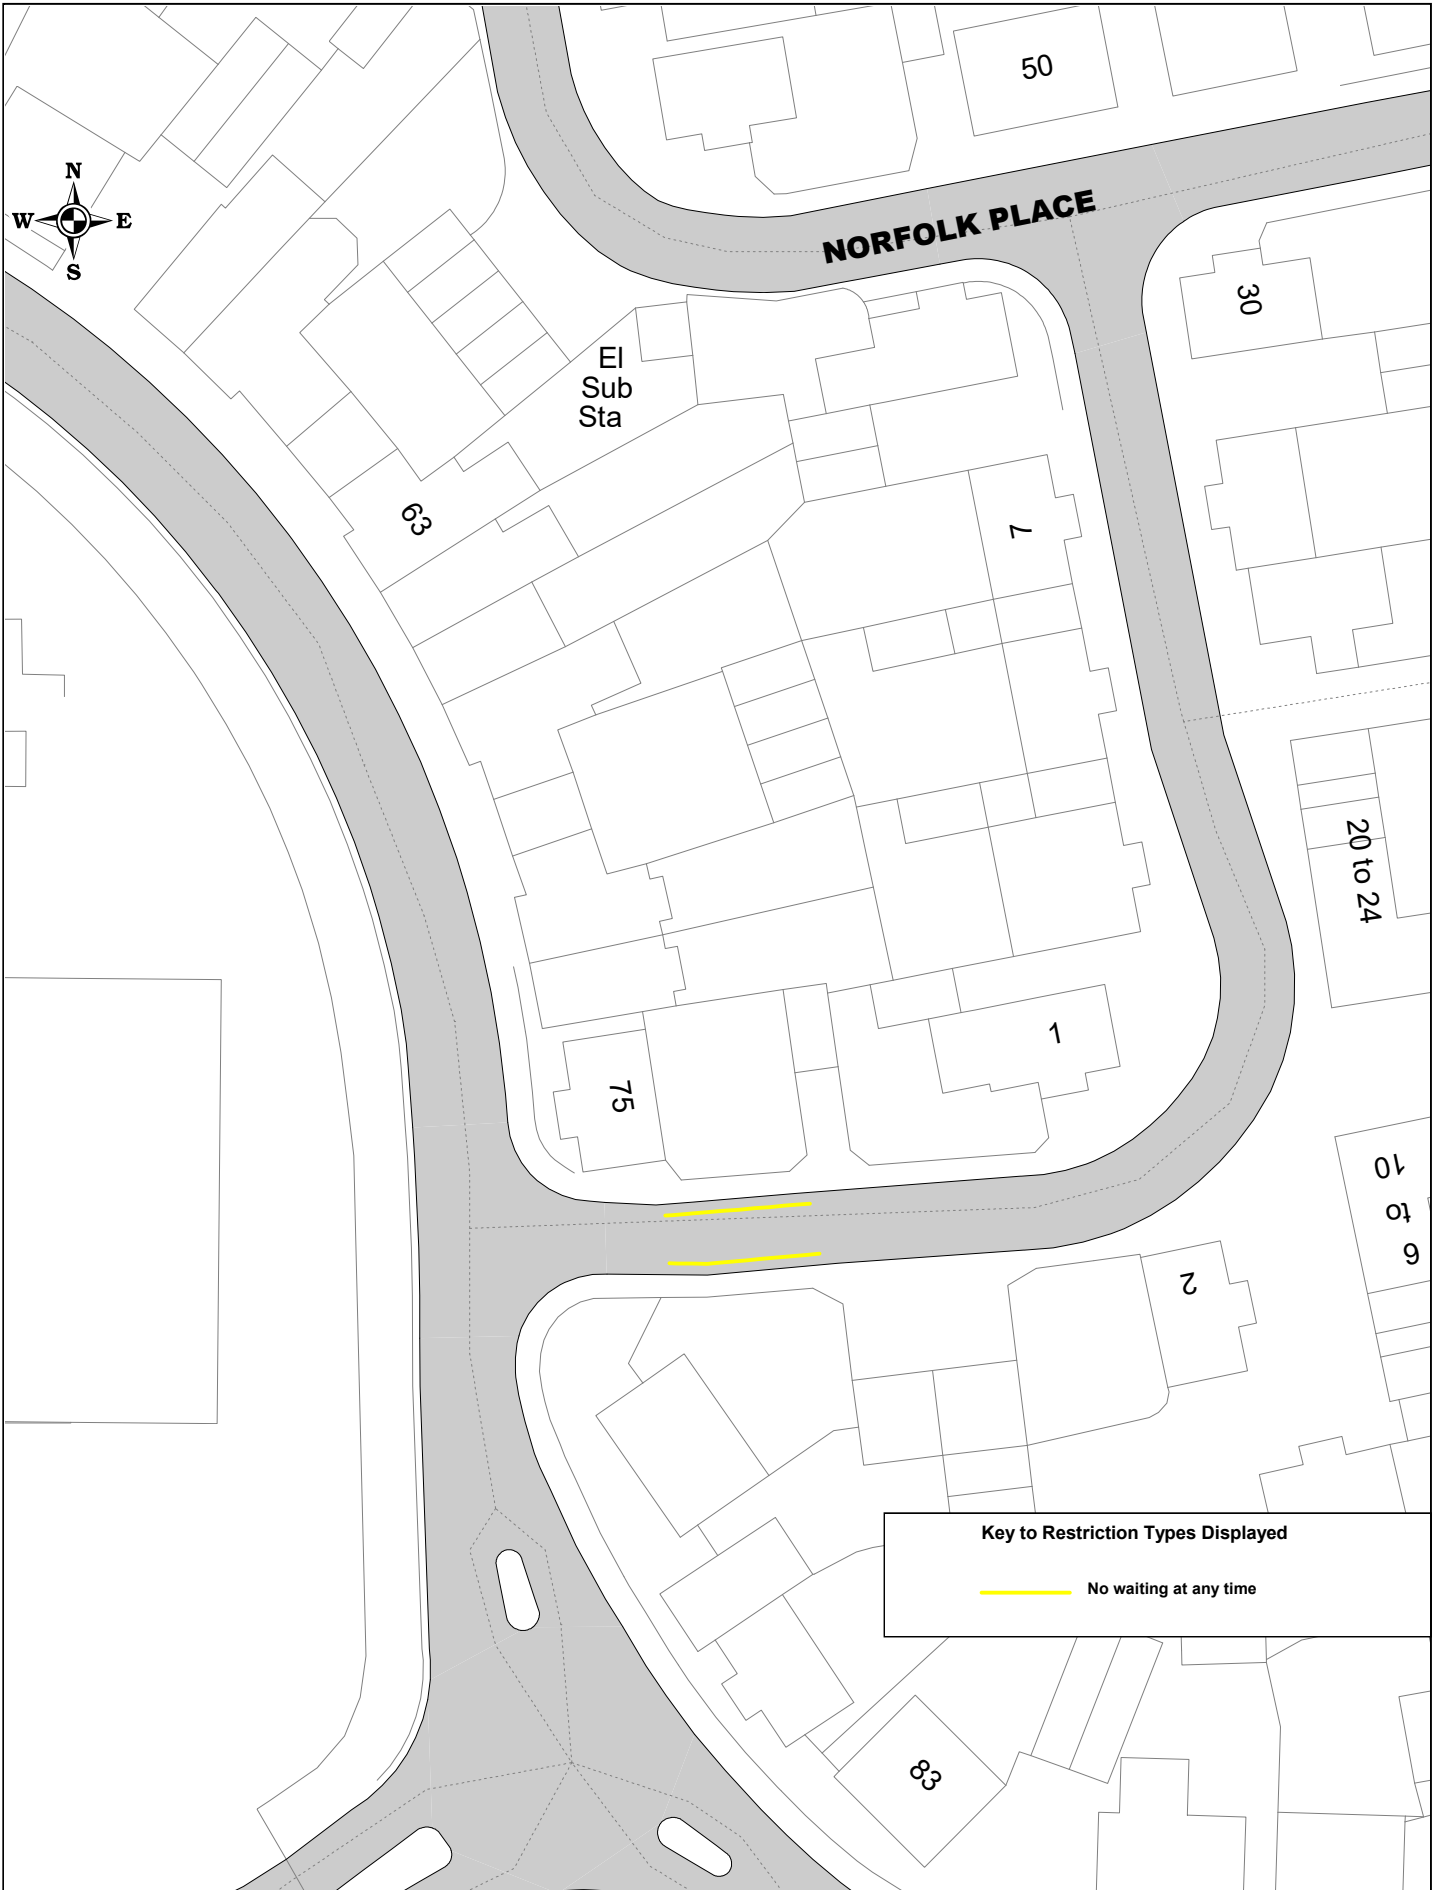 50
N
W E
S
NORFOLK PLACE
30
El
Sub
Sta
63
7
20 to 24
1
75
10
to
6
2
Key to Restriction Types Displayed
No waiting at any time
83